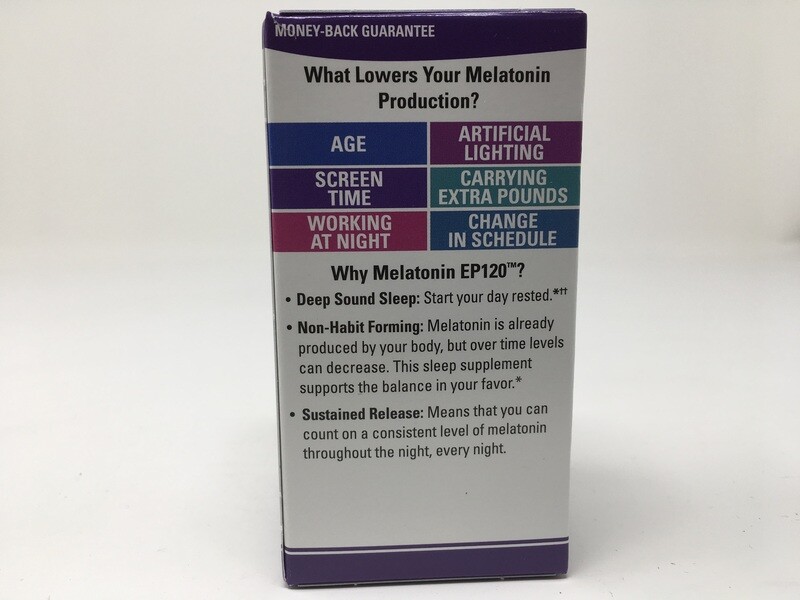 MONEY-BACK GUARANTEE
What Lowers Your Melatonin
Production?
AGE
ARTIFICIAL
LIGHTING
SCREEN
TIME
CARRYING
EXTRA POUNDS
WORKING
AT NIGHT
CHANGE
IN SCHEDULE
Why Melatonin EP120™?
• Deep Sound Sleep: Start your day rested.*††
• Non-Habit Forming: Melatonin is already
produced by your body, but over time levels
can decrease. This sleep supplement
supports the balance in your favor.*
• Sustained Release: Means that you can
count on a consistent level of melatonin
throughout the night, every night.